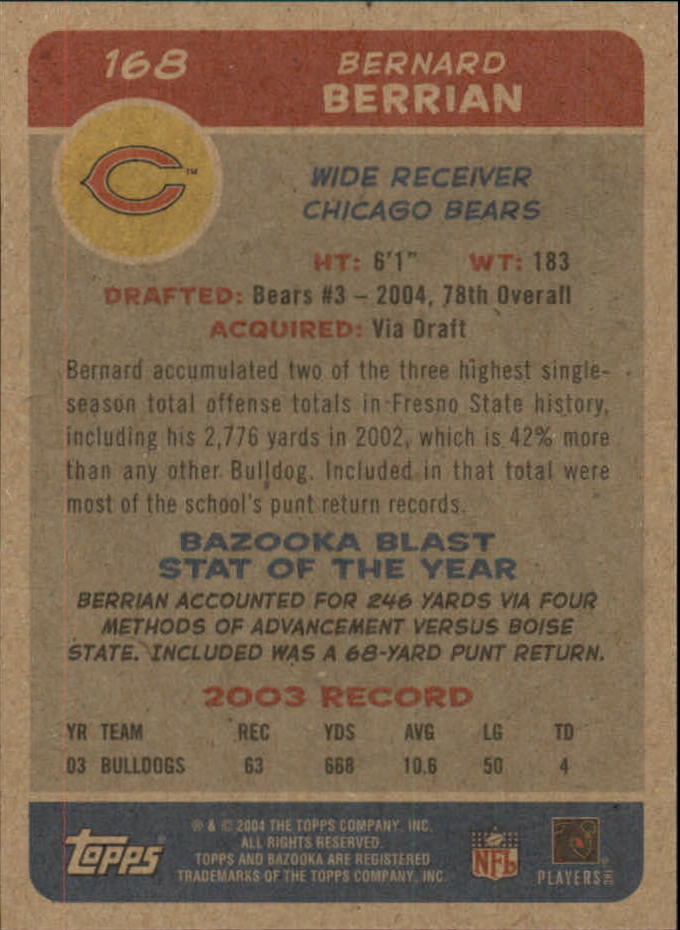 168
BERNARD
BERRIAN
WIDE RECEIVER
CHICAGO BEARS
HT: 6'1" WT: 183
DRAFTED: Bears #3 – 2004, 78th Overall
ACQUIRED: Via Draft
Bernard accumulated two of the three highest single-
season total offense totals in Fresno State history,
including his 2,776 yards in 2002, which is 42% more
than any other Bulldog. Included in that total were
most of the school's punt return records.
BAZOOKA BLAST
STAT OF THE YEAR
BERRIAN ACCOUNTED FOR 246 YARDS VIA FOUR
METHODS OF ADVANCEMENT VERSUS BOISE
STATE. INCLUDED WAS A 68-YARD PUNT RETURN.
2003 RECORD
YR TEAM REC YDS AVG LG TD
03 BULLDOGS 63 668 10.6 50 4
topps®
® & © 2004 THE TOPPS COMPANY, INC.
ALL RIGHTS RESERVED.
TOPPS AND BAZOOKA ARE REGISTERED
TRADEMARKS OF THE TOPPS COMPANY, INC.
NFL
PLAYERS INC